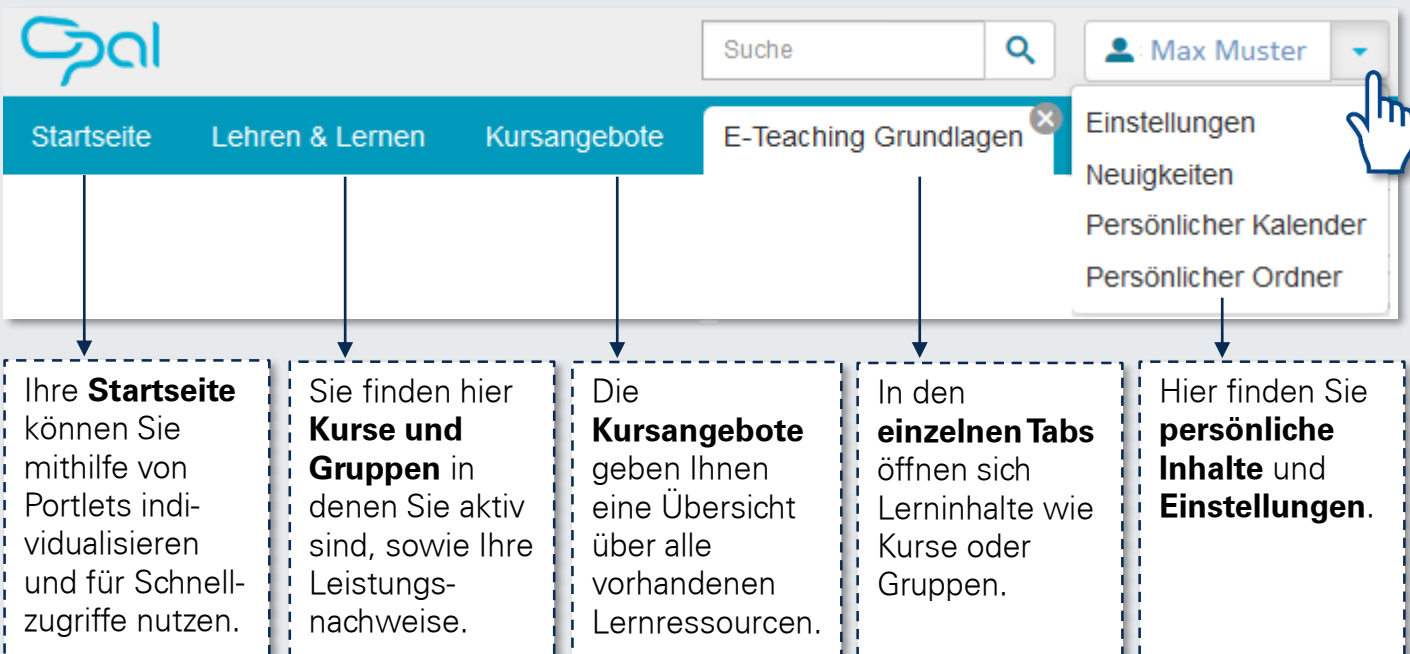 Opal
Suche
Max Muster
Startseite
Lehren & Lernen
Kursangebote
E-Teaching Grundlagen
Einstellungen
Neuigkeiten
Persönlicher Kalender
Persönlicher Ordner
Ihre Startseite
können Sie
mithilfe von
Portlets indi-
vidualisieren
und für Schnell-
zugriffe nutzen.
Sie finden hier
Kurse und
Gruppen in
denen Sie aktiv
sind, sowie Ihre
Leistungs-
nachweise.
Die
Kursangebote
geben Ihnen
eine Übersicht
über alle
vorhandenen
Lernressourcen.
In den
einzelnen Tabs
öffnen sich
Lerninhalte wie
Kurse oder
Gruppen.
Hier finden Sie
persönliche
Inhalte und
Einstellungen.